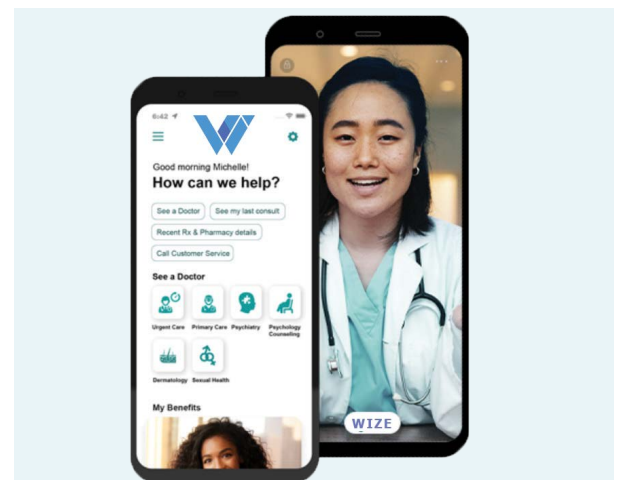 6:42
Good morning Michelle!
How can we help?
See a Doctor
See my last consult
Recent Rx & Pharmacy details
Call Customer Service
See a Doctor
Urgent Care
Primary Care
Psychiatry
Psychology
Counseling
Dermatology
Sexual Health
My Benefits
WIZE